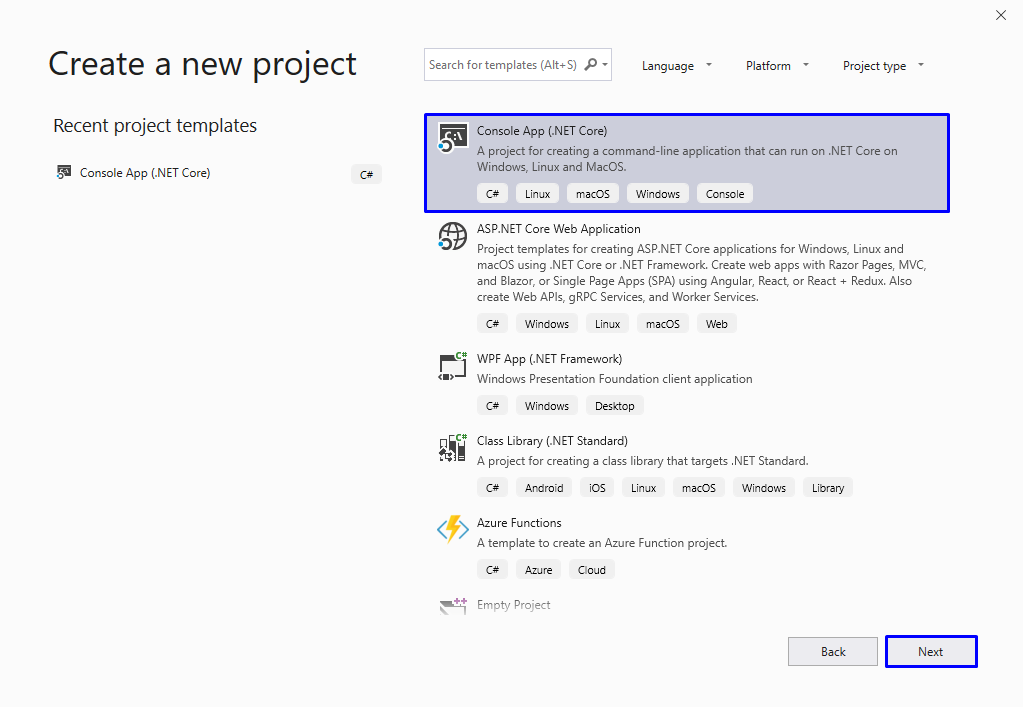 Create a new project
Search for templates (Alt+S)
Language
Platform
Project type
Recent project templates
Console App (.NET Core)
C#
C:\
Console App (.NET Core)
A project for creating a command-line application that can run on .NET Core on
Windows, Linux and MacOS.
C# Linux macOS Windows Console
ASP.NET Core Web Application
Project templates for creating ASP.NET Core applications for Windows, Linux and
macOS using .NET Core or .NET Framework. Create web apps with Razor Pages, MVC,
and Blazor, or Single Page Apps (SPA) using Angular, React, or React + Redux. Also
create Web APIs, gRPC Services, and Worker Services.
C# Windows Linux macOS Web
C#
WPF App (.NET Framework)
Windows Presentation Foundation client application
C# Windows Desktop
C#
Class Library (.NET Standard)
A project for creating a class library that targets .NET Standard.
C# Android iOS Linux macOS Windows Library
Azure Functions
A template to create an Azure Function project.
C# Azure Cloud
++
Empty Project
Back
Next